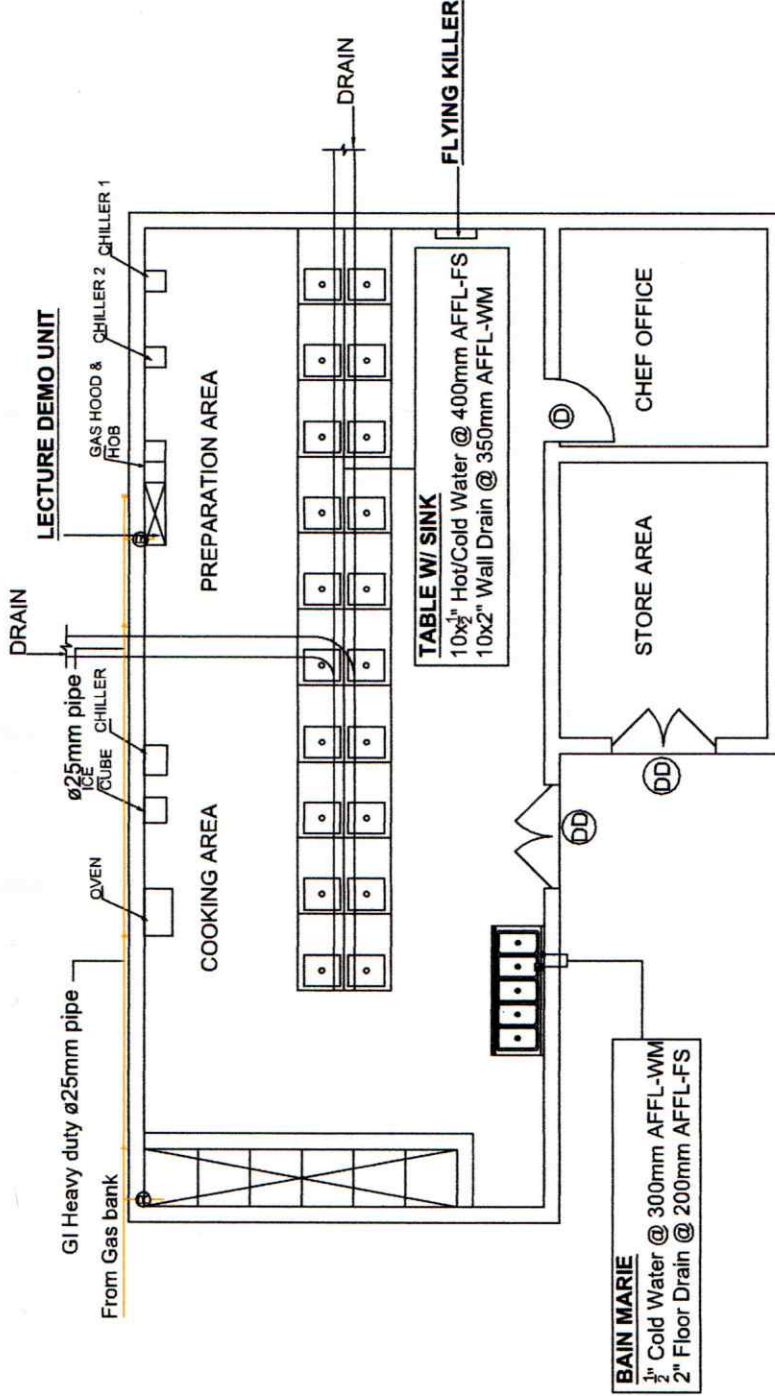 GI Heavy duty ø25mm pipe
From Gas bank
OVEN
ø25mm pipe
ICE
CUBE
CHILLER
DRAIN
LECTURE DEMO UNIT
GAS HOOD &
HOB
CHILLER 2
CHILLER 1
COOKING AREA
PREPARATION AREA
DRAIN
FLYING KILLER
TABLE W/ SINK
10x½" Hot/Cold Water @ 400mm AFFL-FS
10x2" Wall Drain @ 350mm AFFL-WM
D
CHEF OFFICE
STORE AREA
DD
DD
BAIN MARIE
½" Cold Water @ 300mm AFFL-WM
2" Floor Drain @ 200mm AFFL-FS